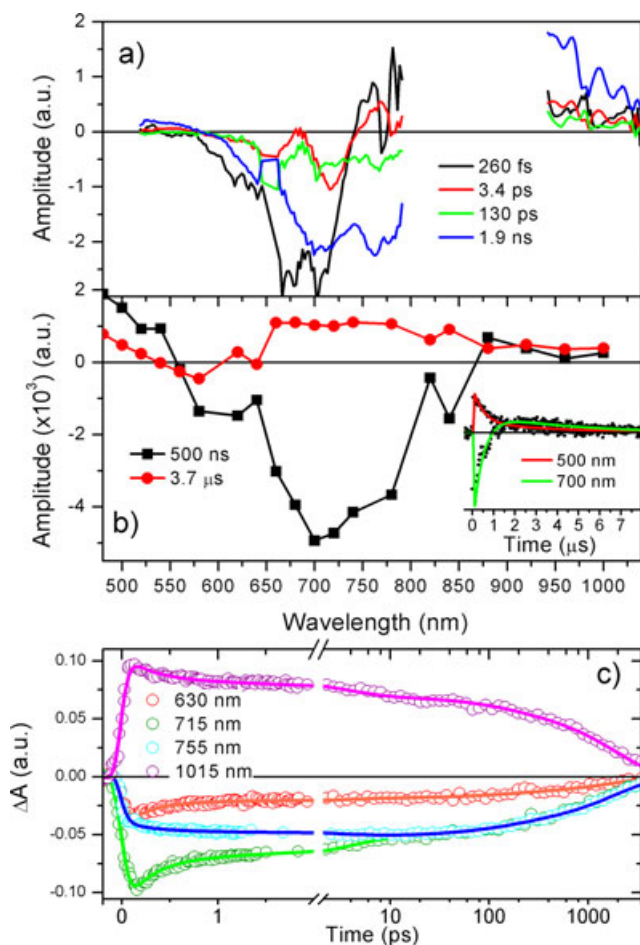 a)
Amplitude (a.u.)
2
1
0
-1
-2
2
260 fs
3.4 ps
130 ps
1.9 ns
b)
Amplitude (x10³) (a.u.)
2
0
-2
-4
500 ns
3.7 μs
500 nm
700 nm
0 1 2 3 4 5 6 7
Time (μs)
500 550 600 650 700 750 800 850 900 950 1000
Wavelength (nm)
c)
ΔA (a.u.)
0.10
0.05
0.00
-0.05
-0.10
630 nm
715 nm
755 nm
1015 nm
0 1 10 100 1000
Time (ps)